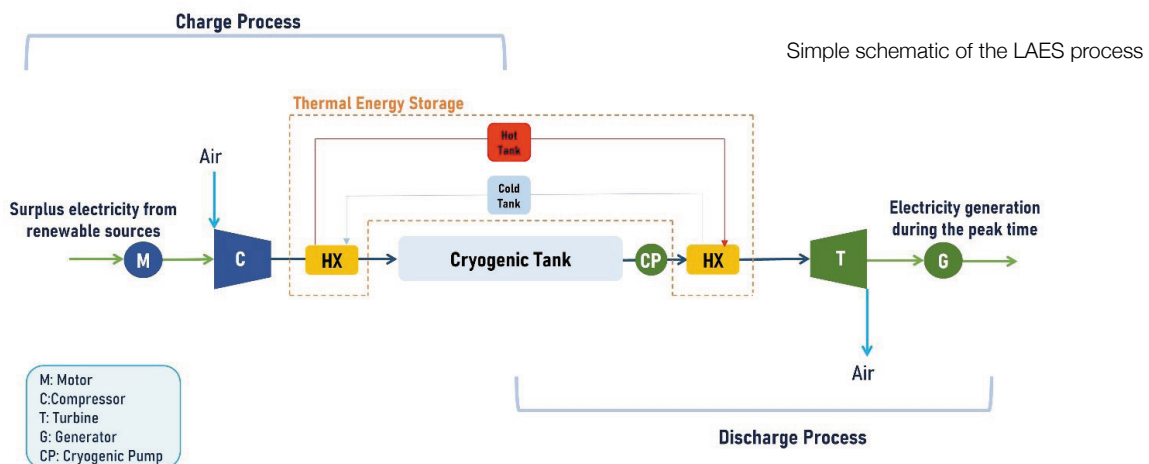 Charge Process
Simple schematic of the LAES process
Thermal Energy Storage
Hot
Tank
Air
Cold
Tank
Surplus electricity from
renewable sources
Electricity generation
during the peak time
M
C
HX
Cryogenic Tank
CP
HX
T
G
Air
M: Motor
C:Compressor
T: Turbine
G: Generator
CP: Cryogenic Pump
Discharge Process